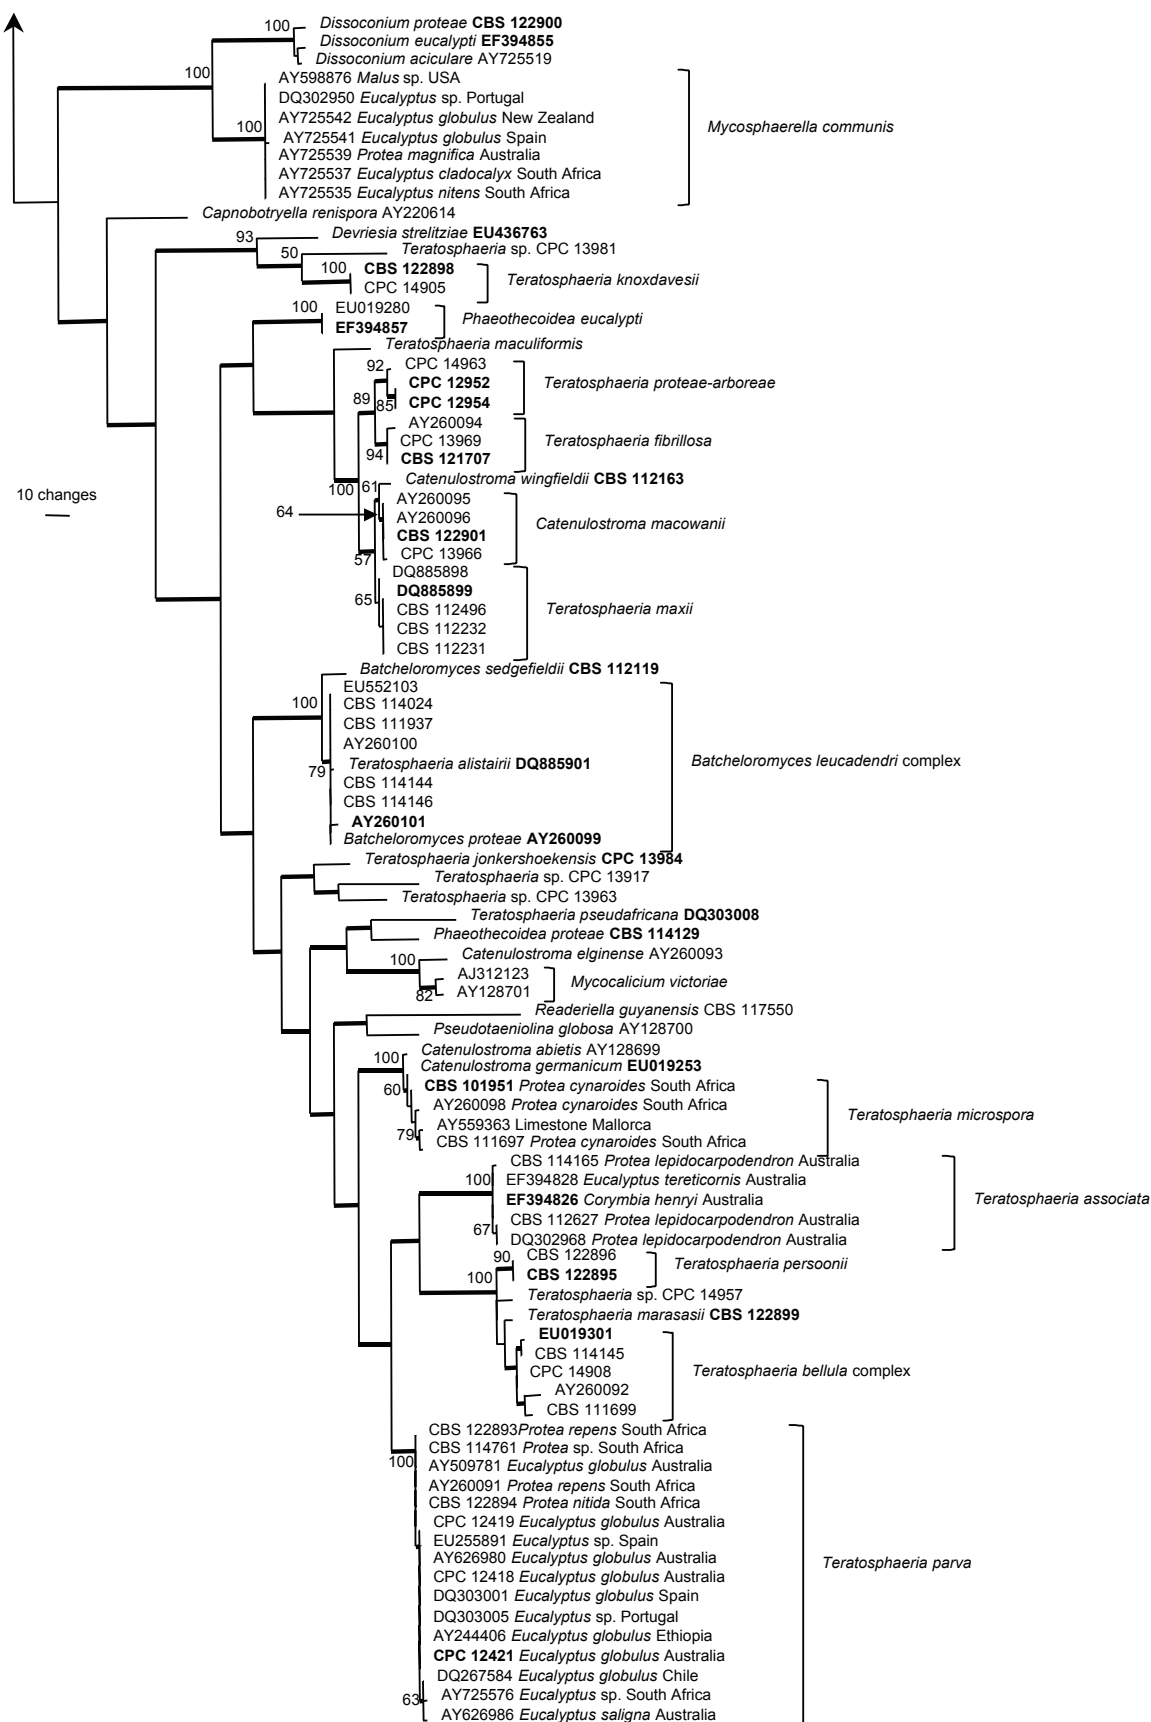 100
Dissoconium proteae CBS 122900
Dissoconium eucalypti EF394855
Dissoconium aciculare AY725519
100
AY598876 Malus sp. USA
DQ302950 Eucalyptus sp. Portugal
AY725542 Eucalyptus globulus New Zealand
100
AY725541 Eucalyptus globulus Spain
Mycosphaerella communis
AY725539 Protea magnifica Australia
AY725537 Eucalyptus cladocalyx South Africa
AY725535 Eucalyptus nitens South Africa
Capnobotryella renispora AY220614
93
Devriesia strelitziae EU436763
50
Teratosphaeria sp. CPC 13981
100
CBS 122898
CPC 14905
Teratosphaeria knoxdavesii
100
EU019280
EF394857
Phaeothecoidea eucalypti
Teratosphaeria maculiformis
92
CPC 14963
CPC 12952
Teratosphaeria proteae-arboreae
89
85
CPC 12954
AY260094
CPC 13969
Teratosphaeria fibrillosa
94
CBS 121707
100
61
Catenulostroma wingfieldii CBS 112163
10 changes
AY260095
64
AY260096
Catenulostroma macowanii
CBS 122901
57
CPC 13966
DQ885898
DQ885899
65
CBS 112496
Teratosphaeria maxii
CBS 112232
CBS 112231
Batcheloromyces sedgefieldii CBS 112119
EU552103
100
CBS 114024
CBS 111937
AY260100
79
Teratosphaeria alistairii DQ885901
Batcheloromyces leucadendri complex
CBS 114144
CBS 114146
AY260101
Batcheloromyces proteae AY260099
Teratosphaeria jonkershoekensis CPC 13984
Teratosphaeria sp. CPC 13917
Teratosphaeria sp. CPC 13963
Teratosphaeria pseudafricana DQ303008
Phaeothecoidea proteae CBS 114129
100
Catenulostroma elginense AY260093
AJ312123
82
AY128701
Mycocalicium victoriae
Readeriella guyanensis CBS 117550
Pseudotaeniolina globosa AY128700
100
Catenulostroma abietis AY128699
Catenulostroma germanicum EU019253
60
CBS 101951 Protea cynaroides South Africa
AY260098 Protea cynaroides South Africa
Teratosphaeria microspora
AY559363 Limestone Mallorca
79
CBS 111697 Protea cynaroides South Africa
CBS 114165 Protea lepidocarpodendron Australia
100
EF394828 Eucalyptus tereticornis Australia
EF394826 Corymbia henryi Australia
Teratosphaeria associata
67
CBS 112627 Protea lepidocarpodendron Australia
DQ302968 Protea lepidocarpodendron Australia
90
CBS 122896
Teratosphaeria persoonii
100
CBS 122895
Teratosphaeria sp. CPC 14957
Teratosphaeria marasasii CBS 122899
EU019301
CBS 114145
CPC 14908
Teratosphaeria bellula complex
AY260092
CBS 111699
CBS 122893Protea repens South Africa
CBS 114761 Protea sp. South Africa
100
AY509781 Eucalyptus globulus Australia
AY260091 Protea repens South Africa
CBS 122894 Protea nitida South Africa
CPC 12419 Eucalyptus globulus Australia
EU255891 Eucalyptus sp. Spain
AY626980 Eucalyptus globulus Australia
Teratosphaeria parva
CPC 12418 Eucalyptus globulus Australia
DQ303001 Eucalyptus globulus Spain
DQ303005 Eucalyptus sp. Portugal
AY244406 Eucalyptus globulus Ethiopia
CPC 12421 Eucalyptus globulus Australia
DQ267584 Eucalyptus globulus Chile
63
AY725576 Eucalyptus sp. South Africa
AY626986 Eucalyptus saligna Australia